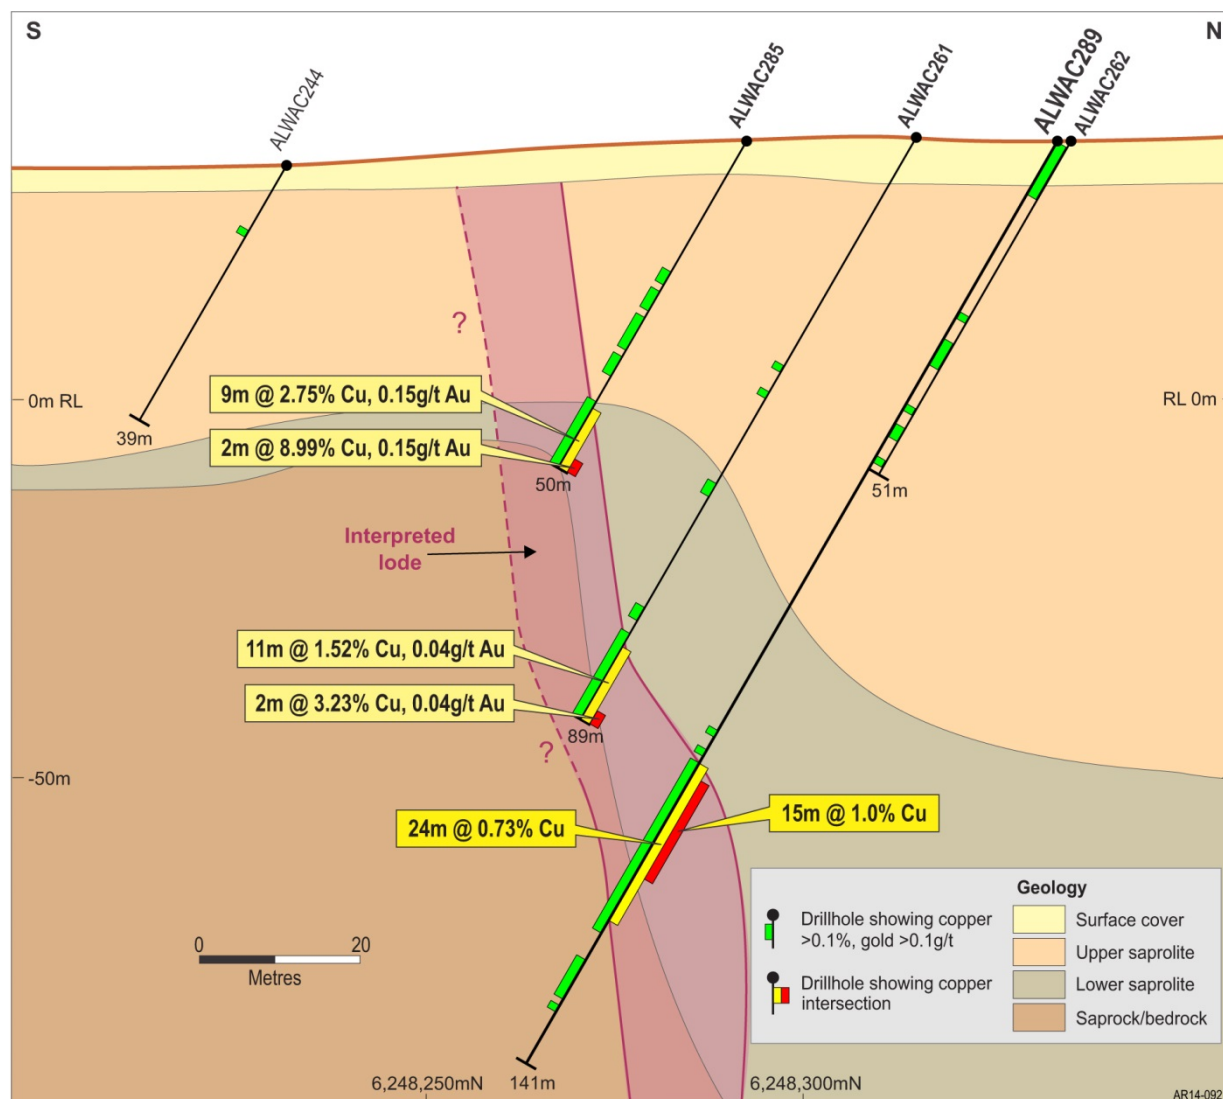 S
N
ALWAC244
ALWAC285
ALWAC261
ALWAC289
ALWAC262
?
9m @ 2.75% Cu, 0.15g/t Au
0m RL
RL 0m
39m
2m @ 8.99% Cu, 0.15g/t Au
50m
51m
Interpreted
lode
11m @ 1.52% Cu, 0.04g/t Au
2m @ 3.23% Cu, 0.04g/t Au
89m
?
-50m
24m @ 0.73% Cu
15m @ 1.0% Cu
0
20
Metres
Geology
Drillhole showing copper
>0.1%, gold >0.1g/t
Drillhole showing copper
intersection
Surface cover
Upper saprolite
Lower saprolite
Saprock/bedrock
6,248,250mN
141m
6,248,300mN
AR14-092